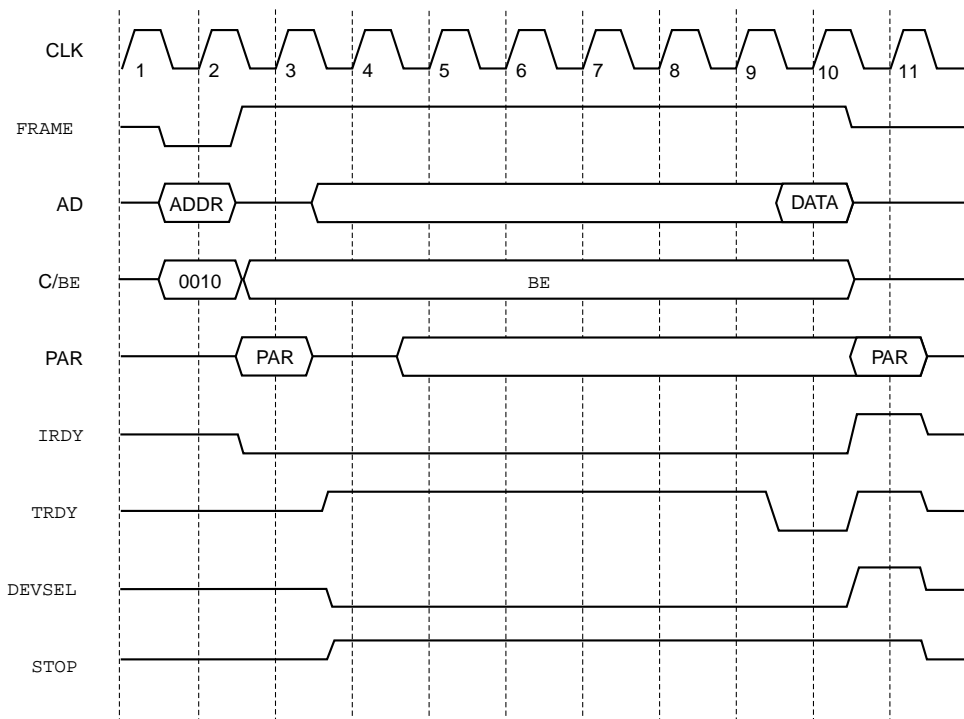 CLK
1 2 3 4 5 6 7 8 9 10 11
FRAME
AD ADDR DATA
C/BE 0010 BE
PAR PAR PAR
IRDY
TRDY
DEVSEL
STOP